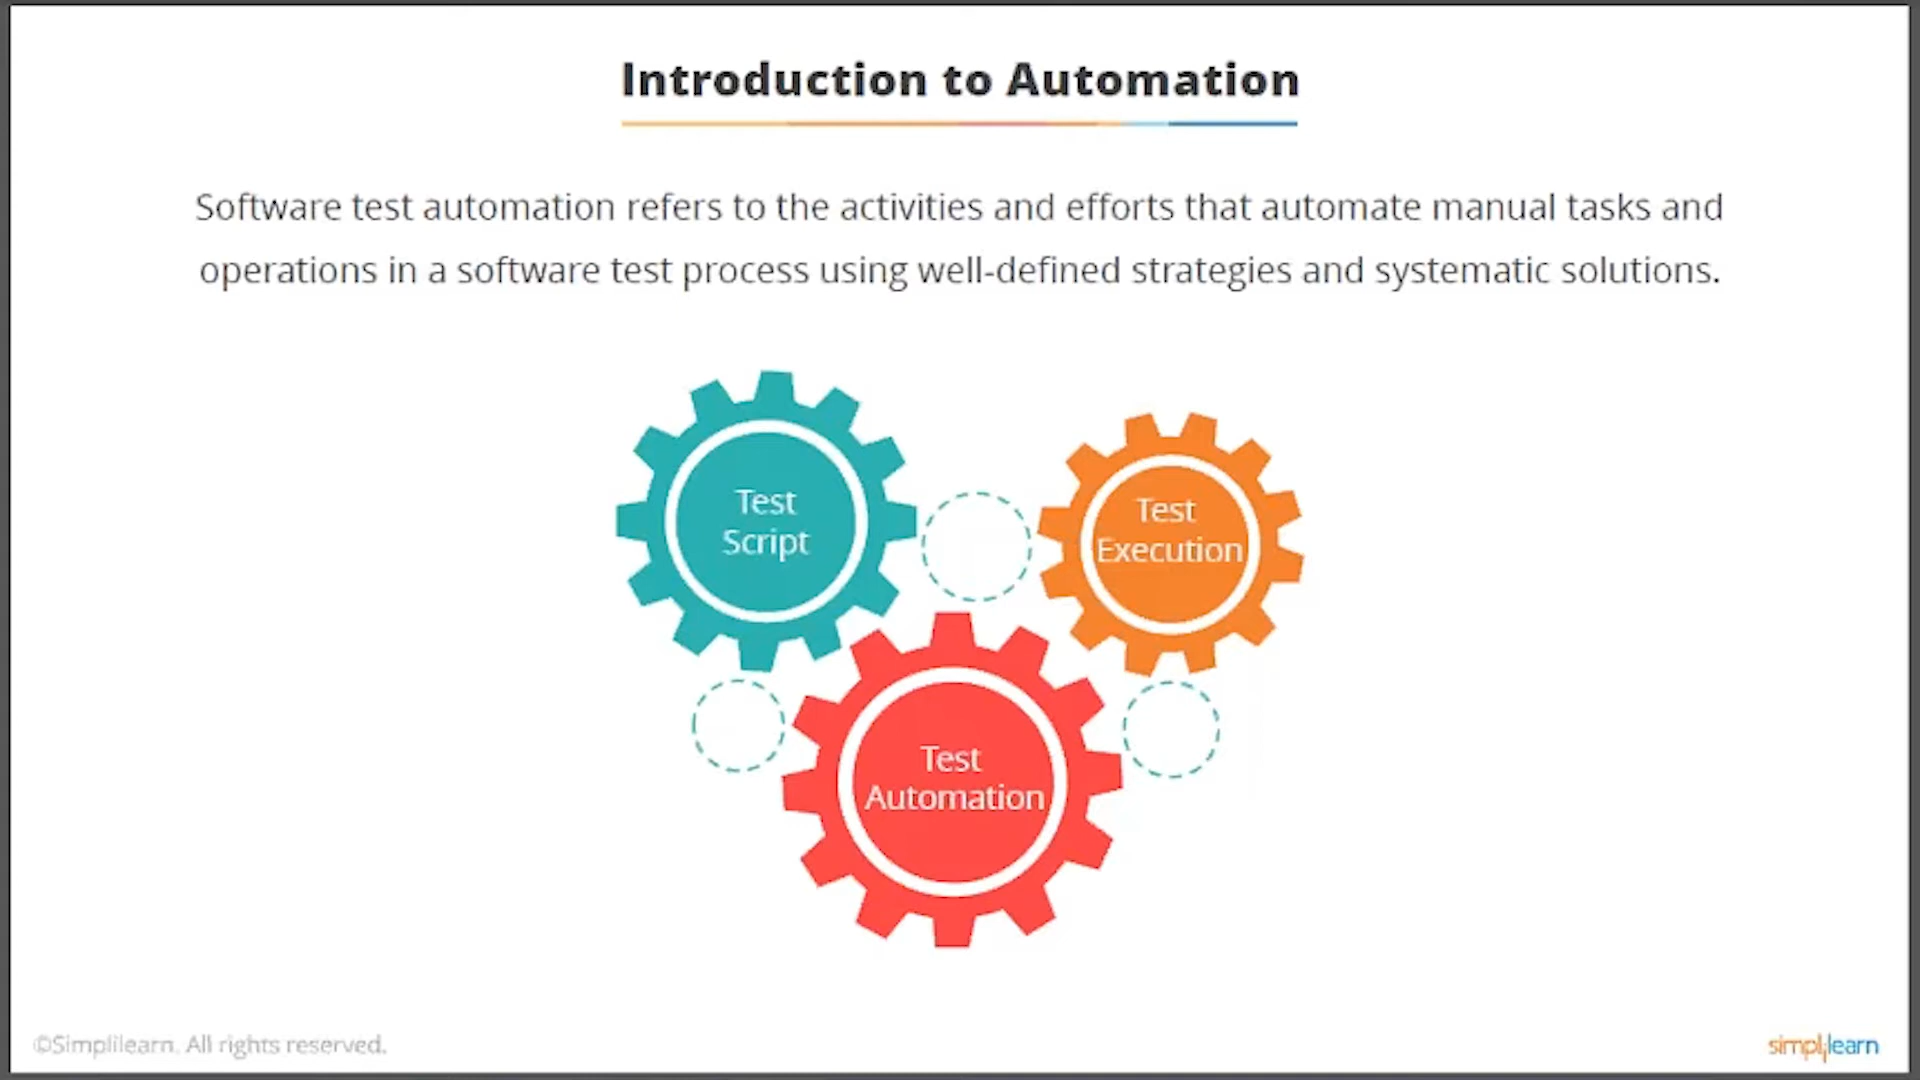 Introduction to Automation
Software test automation refers to the activities and efforts that automate manual tasks and
operations in a software test process using well-defined strategies and systematic solutions.
Test
Script
Test
Execution
Test
Automation
©Simplilearn. All rights reserved.
simplilearn